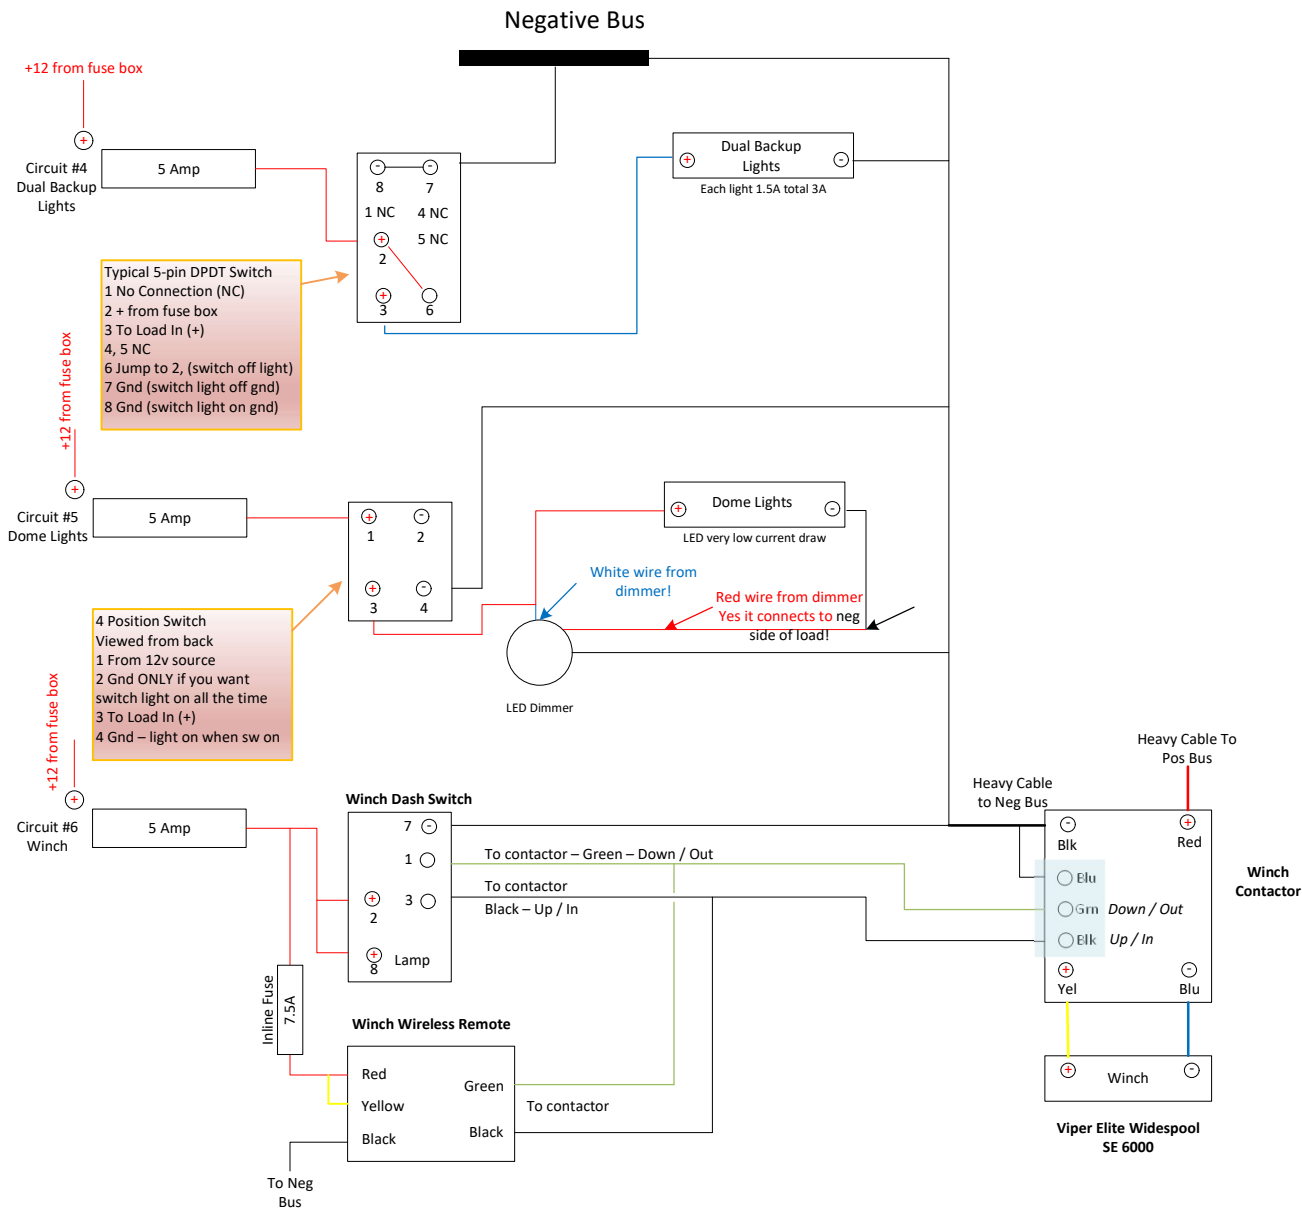 Negative Bus
+12 from fuse box
+
Circuit #4
Dual Backup
Lights
5 Amp
- -
8 7
1 NC 4 NC
5 NC
+
2
+
3 6
+ Dual Backup
Lights -
Each light 1.5A total 3A
Typical 5-pin DPDT Switch
1 No Connection (NC)
2 + from fuse box
3 To Load In (+)
4, 5 NC
6 Jump to 2, (switch off light)
7 Gnd (switch light off gnd)
8 Gnd (switch light on gnd)
+12 from fuse box
+
Circuit #5
Dome Lights
5 Amp
+ -
1 2
+ -
3 4
+ Dome Lights -
LED very low current draw
White wire from
dimmer!
Red wire from dimmer
Yes it connects to neg
side of load!
LED Dimmer
4 Position Switch
Viewed from back
1 From 12v source
2 Gnd ONLY if you want
switch light on all the time
3 To Load In (+)
4 Gnd – light on when sw on
+12 from fuse box
+
Circuit #6
Winch
5 Amp
Winch Dash Switch
7 -
1
+ 3
2
+
8 Lamp
To contactor – Green – Down / Out
To contactor
Black – Up / In
Inline Fuse
7.5A
Winch Wireless Remote
Red
Yellow
Black
Green
Black
To contactor
To Neg
Bus
Heavy Cable To
Pos Bus
Heavy Cable
to Neg Bus
- +
Blk Red
Blu
Grn Down / Out
Blk Up / In
+ -
Yel Blu
Winch
Contactor
+ Winch -
Viper Elite Widespool
SE 6000